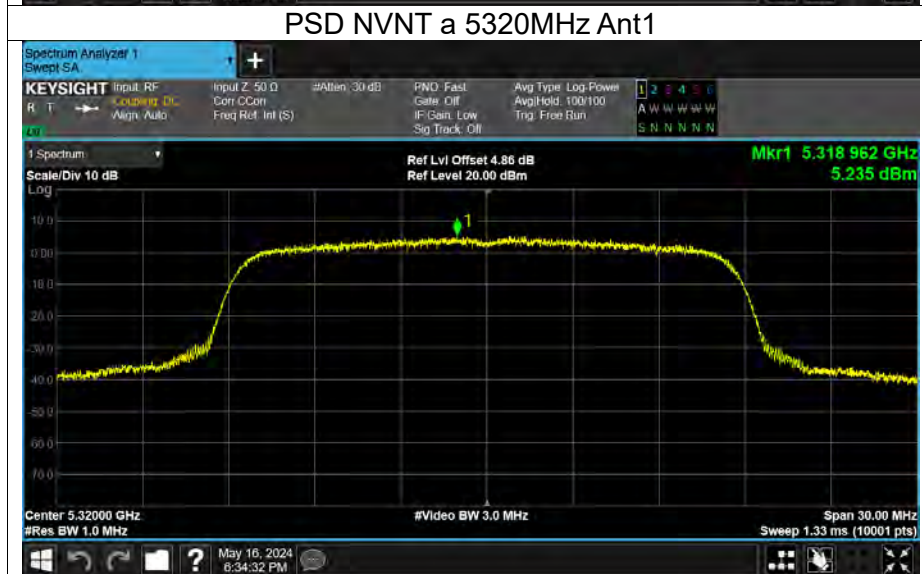 PSD NVNT a 5320MHz Ant1
Spectrum Analyzer 1
Swept SA
+
KEYSIGHT
R T
Input: RF
Coupling: DC
Align: Auto
Input Z: 50 Ω
Corr CCorr
Freq Ref: Int (S)
#Atten: 30 dB
PNO: Fast
Gate: Off
IF Gain: Low
Sig Track: Off
Avg Type: Log-Power
Avg|Hold: 100/100
Trig: Free Run
1 2 3 4 5 6
A W W W W W
S N N N N N
1 Spectrum
Scale/Div 10 dB
Ref Lvl Offset 4.86 dB
Ref Level 20.00 dBm
Mkr1 5.318 962 GHz
5.235 dBm
Log
10.0
0.00
-10.0
-20.0
-30.0
-40.0
-50.0
-60.0
-70.0
1
Center 5.32000 GHz
#Res BW 1.0 MHz
#Video BW 3.0 MHz
Span 30.00 MHz
Sweep 1.33 ms (10001 pts)
?
May 16, 2024
6:34:32 PM